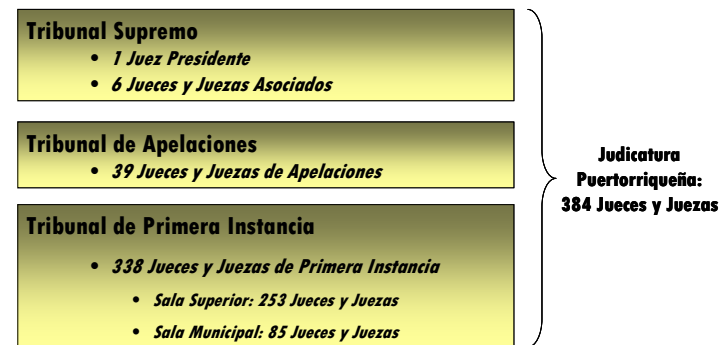 Tribunal Supremo
• 1 Juez Presidente
• 6 Jueces y Juezas Asociados
Tribunal de Apelaciones
• 39 Jueces y Juezas de Apelaciones
Tribunal de Primera Instancia
• 338 Jueces y Juezas de Primera Instancia
• Sala Superior: 253 Jueces y Juezas
• Sala Municipal: 85 Jueces y Juezas
Judicatura
Puertorriqueña:
384 Jueces y Juezas